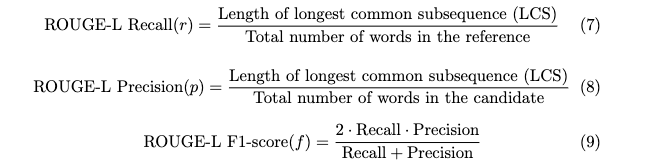 ROUGE-L Recall(r) = Length of longest common subsequence (LCS) / Total number of words in the reference (7)
ROUGE-L Precision(p) = Length of longest common subsequence (LCS) / Total number of words in the candidate (8)
ROUGE-L F1-score(f) = 2 · Recall · Precision / Recall + Precision (9)